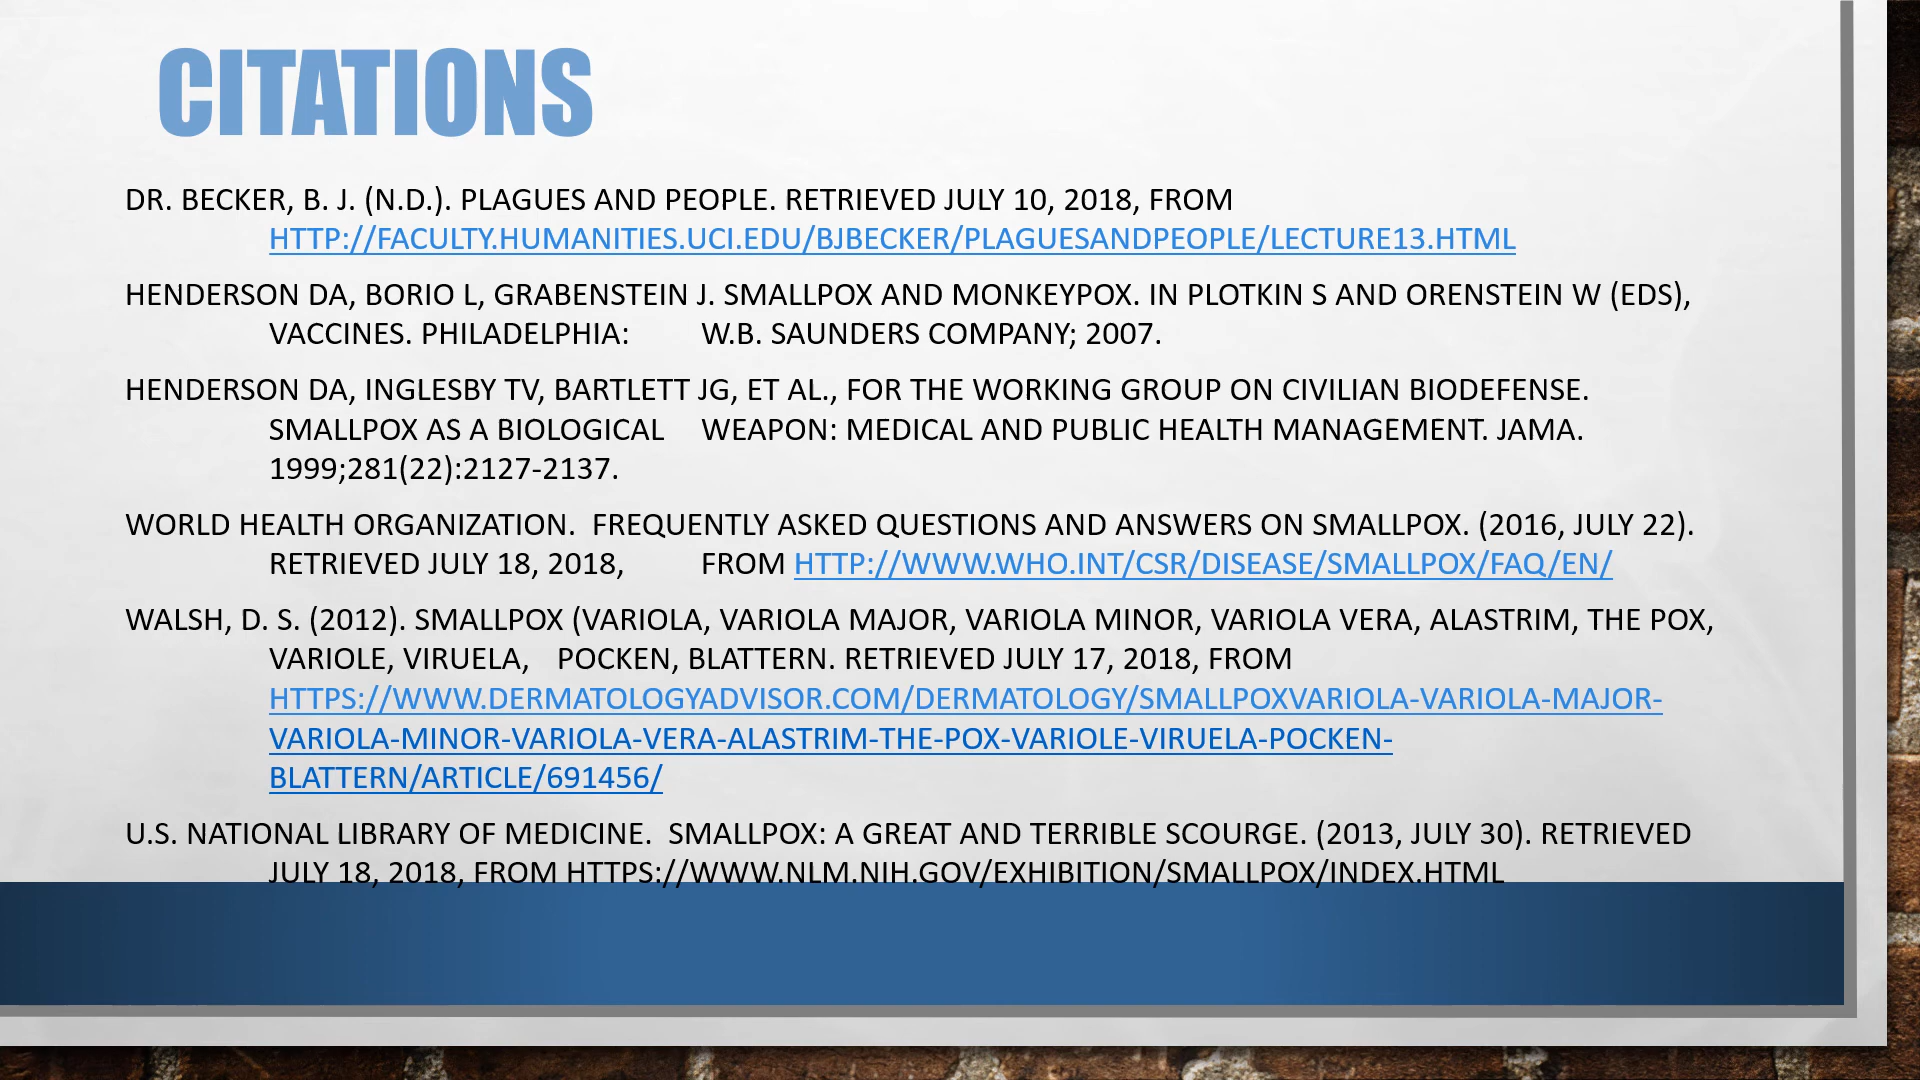 CITATIONS
DR. BECKER, B. J. (N.D.). PLAGUES AND PEOPLE. RETRIEVED JULY 10, 2018, FROM
HTTP://FACULTY.HUMANITIES.UCI.EDU/BJBECKER/PLAGUESANDPEOPLE/LECTURE13.HTML
HENDERSON DA, BORIO L, GRABENSTEIN J. SMALLPOX AND MONKEYPOX. IN PLOTKIN S AND ORENSTEIN W (EDS),
VACCINES. PHILADELPHIA: W.B. SAUNDERS COMPANY; 2007.
HENDERSON DA, INGLESBY TV, BARTLETT JG, ET AL., FOR THE WORKING GROUP ON CIVILIAN BIODEFENSE.
SMALLPOX AS A BIOLOGICAL WEAPON: MEDICAL AND PUBLIC HEALTH MANAGEMENT. JAMA.
1999;281(22):2127-2137.
WORLD HEALTH ORGANIZATION. FREQUENTLY ASKED QUESTIONS AND ANSWERS ON SMALLPOX. (2016, JULY 22).
RETRIEVED JULY 18, 2018, FROM HTTP://WWW.WHO.INT/CSR/DISEASE/SMALLPOX/FAQ/EN/
WALSH, D. S. (2012). SMALLPOX (VARIOLA, VARIOLA MAJOR, VARIOLA MINOR, VARIOLA VERA, ALASTRIM, THE POX,
VARIOLE, VIRUELA, POCKEN, BLATTERN. RETRIEVED JULY 17, 2018, FROM
HTTPS://WWW.DERMATOLOGYADVISOR.COM/DERMATOLOGY/SMALLPOXVARIOLA-VARIOLA-MAJOR-
VARIOLA-MINOR-VARIOLA-VERA-ALASTRIM-THE-POX-VARIOLE-VIRUELA-POCKEN-
BLATTERN/ARTICLE/691456/
U.S. NATIONAL LIBRARY OF MEDICINE. SMALLPOX: A GREAT AND TERRIBLE SCOURGE. (2013, JULY 30). RETRIEVED
JULY 18, 2018, FROM HTTPS://WWW.NLM.NIH.GOV/EXHIBITION/SMALLPOX/INDEX.HTML